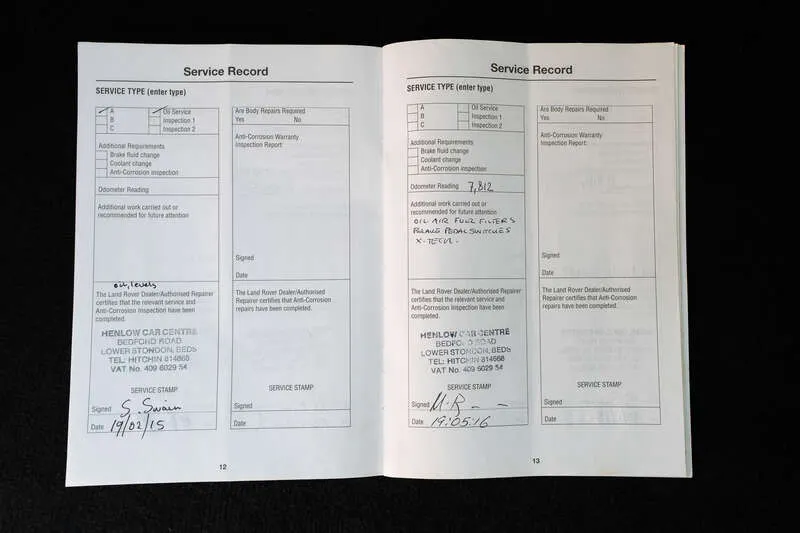 Service Record
SERVICE TYPE (enter type)
A
Oil Service
B
Inspection 1
C
Inspection 2
Additional Requirements
Brake fluid change
Coolant change
Anti-Corrosion inspection
Odometer Reading
Additional work carried out or
recommended for future attention
oil, levels
The Land Rover Dealer/Authorised Repairer
certifies that the relevant service and
Anti-Corrosion Inspection have been
completed.
HENLOW CAR CENTRE
BEDFORD ROAD
LOWER STONDON, BEDS
TEL: HITCHIN 814668
VAT No. 409 6029 54
SERVICE STAMP
Signed S. Swain
Date 19/02/15
Are Body Repairs Required
Yes No
Anti-Corrosion Warranty
Inspection Report:
Signed
Date
The Land Rover Dealer/Authorised
Repairer certifies that Anti-Corrosion
repairs have been completed.
SERVICE STAMP
Signed
Date
12
Service Record
SERVICE TYPE (enter type)
A
Oil Service
B
Inspection 1
C
Inspection 2
Additional Requirements
Brake fluid change
Coolant change
Anti-Corrosion inspection
Odometer Reading 7,812
Additional work carried out or
recommended for future attention
OIL AIR FUEL FILTERS
BRAKE PEDAL SWITCHES
The Land Rover Dealer/Authorised Repairer
certifies that the relevant service and
Anti-Corrosion Inspection have been
completed.
HENLOW CAR CENTRE
BEDFORD ROAD
LOWER STONDON, BEDS
TEL: HITCHIN 814668
VAT No. 409 6029 54
SERVICE STAMP
Signed M.R
Date 19.05.16
Are Body Repairs Required
Yes No
Anti-Corrosion Warranty
Inspection Report:
Signed
Date
The Land Rover Dealer/Authorised
Repairer certifies that Anti-Corrosion
repairs have been completed.
SERVICE STAMP
Signed
Date
13